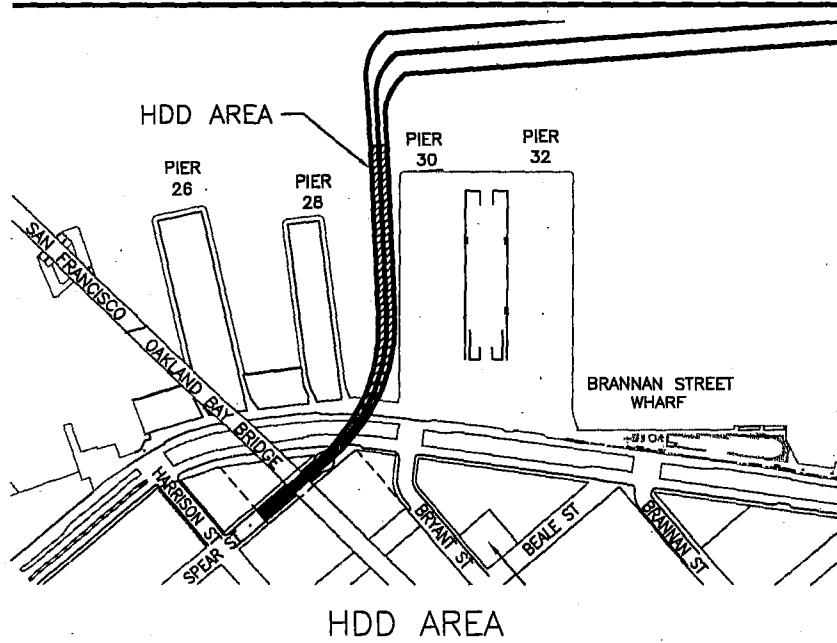 HDD AREA
PIER
26
PIER
28
PIER
30
PIER
32
SAN FRANCISCO / OAKLAND BAY BRIDGE
BRANNAN STREET
WHARF
HARRISON ST
SPEAR ST
BRYANT ST
BEALE ST
BRANNAN ST
HDD AREA